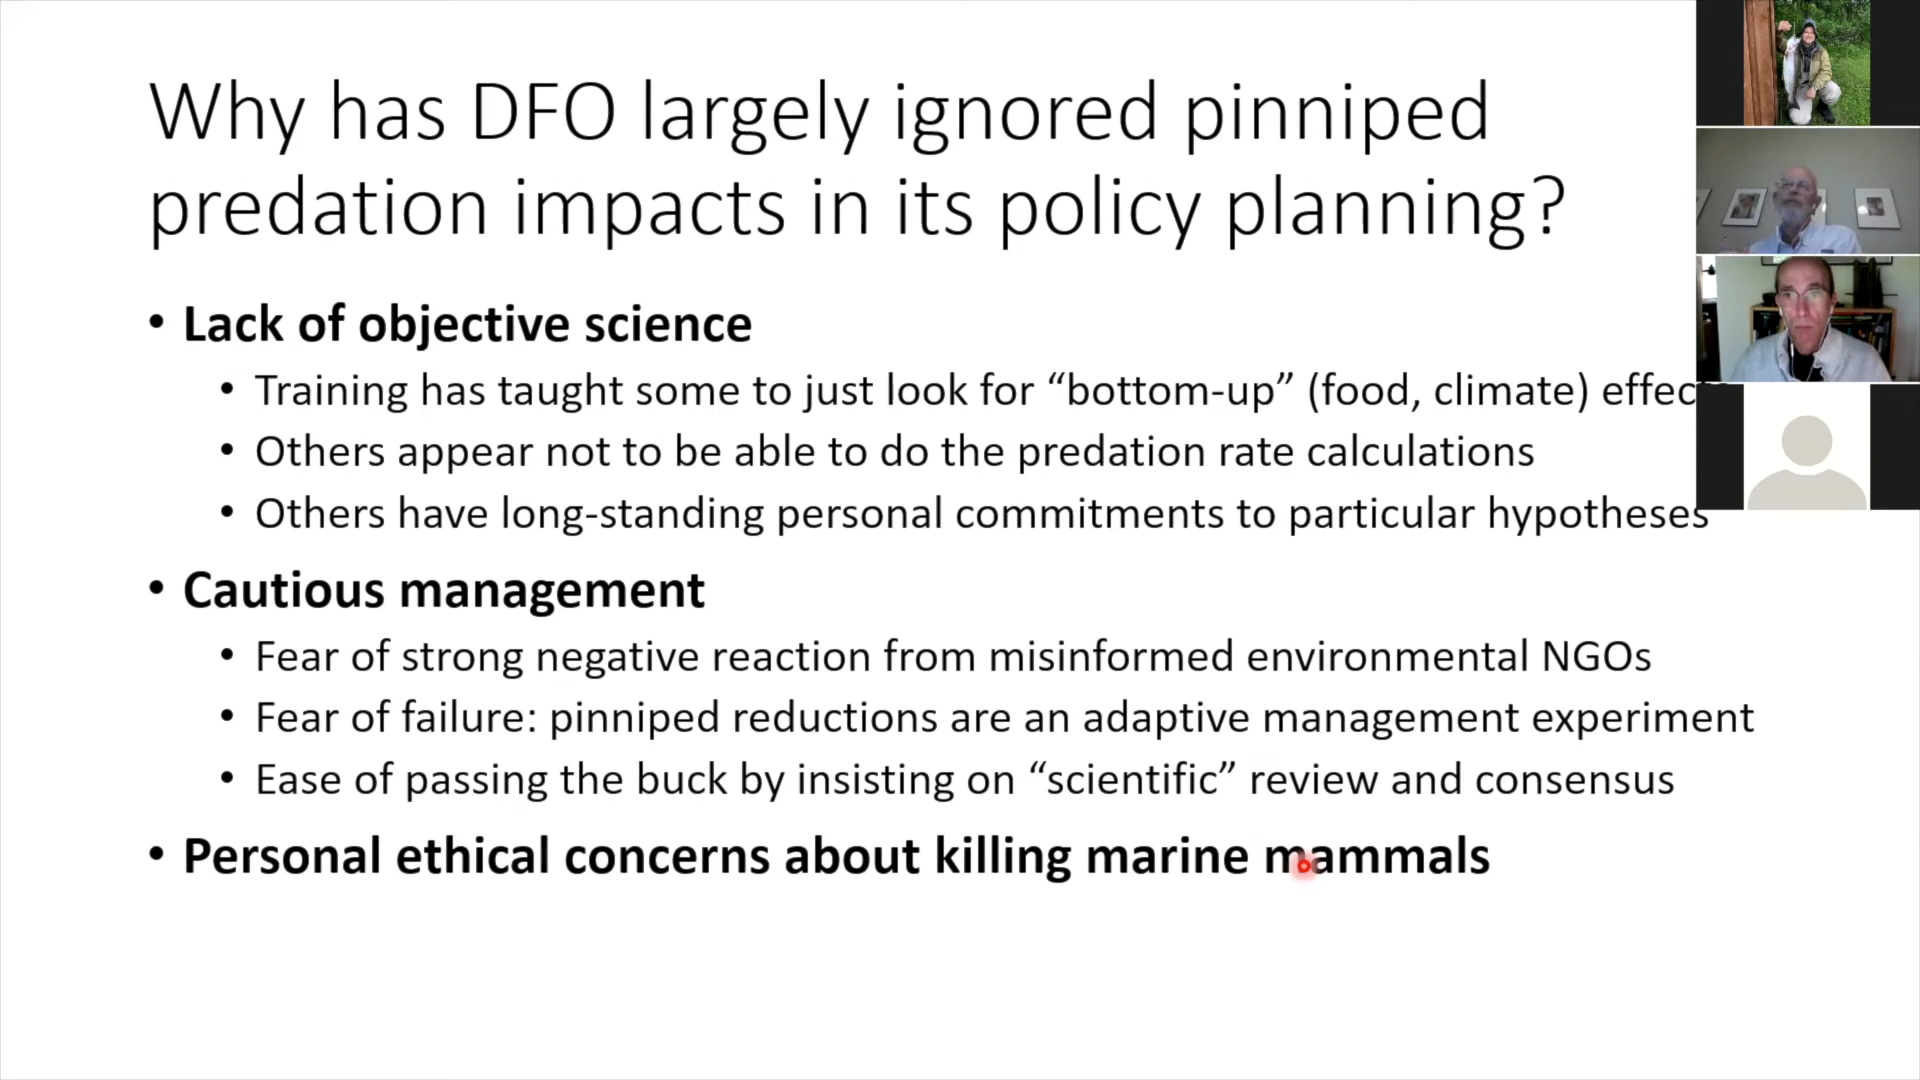 Why has DFO largely ignored pinniped
predation impacts in its policy planning?
• Lack of objective science
• Training has taught some to just look for “bottom-up” (food, climate) effec
• Others appear not to be able to do the predation rate calculations
• Others have long-standing personal commitments to particular hypotheses
• Cautious management
• Fear of strong negative reaction from misinformed environmental NGOs
• Fear of failure: pinniped reductions are an adaptive management experiment
• Ease of passing the buck by insisting on “scientific” review and consensus
• Personal ethical concerns about killing marine mammals